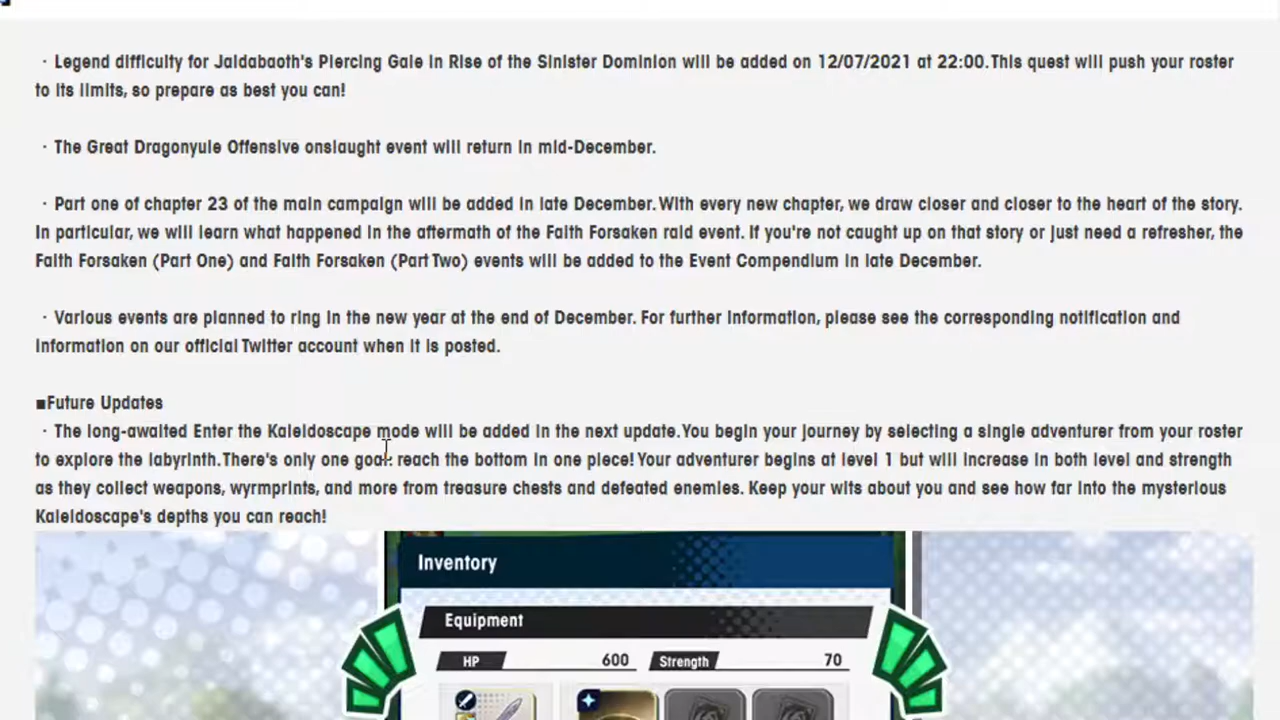 · Legend difficulty for Jaldabaoth's Piercing Gale in Rise of the Sinister Dominion will be added on 12/07/2021 at 22:00. This quest will push your roster
to its limits, so prepare as best you can!
· The Great Dragonyule Offensive onslaught event will return in mid-December.
· Part one of chapter 23 of the main campaign will be added in late December. With every new chapter, we draw closer and closer to the heart of the story.
In particular, we will learn what happened in the aftermath of the Faith Forsaken raid event. If you're not caught up on that story or just need a refresher, the
Faith Forsaken (Part One) and Faith Forsaken (Part Two) events will be added to the Event Compendium in late December.
· Various events are planned to ring in the new year at the end of December. For further information, please see the corresponding notification and
information on our official Twitter account when it is posted.
■Future Updates
· The long-awaited Enter the Kaleidoscape mode will be added in the next update. You begin your journey by selecting a single adventurer from your roster
to explore the labyrinth. There's only one goal: reach the bottom in one piece! Your adventurer begins at level 1 but will increase in both level and strength
as they collect weapons, wyrmprints, and more from treasure chests and defeated enemies. Keep your wits about you and see how far into the mysterious
Kaleidoscape's depths you can reach!
Inventory
Equipment
HP 600 Strength 70